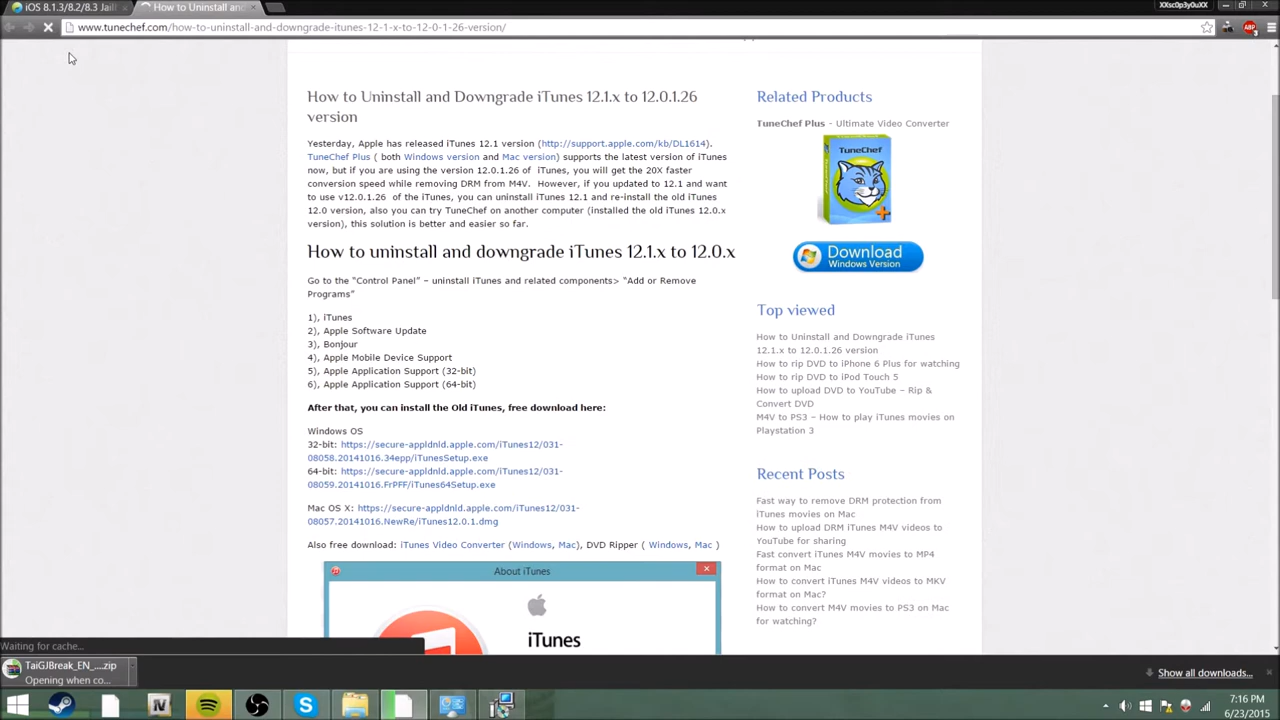 iOS 8.1.3/8.2/8.3 Jail
How to Uninstall and
XXsc0p3y0uXX
www.tunechef.com/how-to-uninstall-and-downgrade-itunes-12-1-x-to-12-0-1-26-version/
ABP
3
How to Uninstall and Downgrade iTunes 12.1.x to 12.0.1.26
version
Yesterday, Apple has released iTunes 12.1 version (http://support.apple.com/kb/DL1614).
TuneChef Plus ( both Windows version and Mac version) supports the latest version of iTunes
now, but if you are using the version 12.0.1.26 of iTunes, you will get the 20X faster
conversion speed while removing DRM from M4V. However, if you updated to 12.1 and want
to use v12.0.1.26 of the iTunes, you can uninstall iTunes 12.1 and re-install the old iTunes
12.0 version, also you can try TuneChef on another computer (installed the old iTunes 12.0.x
version), this solution is better and easier so far.
How to uninstall and downgrade iTunes 12.1.x to 12.0.x
Go to the “Control Panel” – uninstall iTunes and related components> “Add or Remove
Programs”
1), iTunes
2), Apple Software Update
3), Bonjour
4), Apple Mobile Device Support
5), Apple Application Support (32-bit)
6), Apple Application Support (64-bit)
After that, you can install the Old iTunes, free download here:
Windows OS
32-bit: https://secure-appldnld.apple.com/iTunes12/031-
08058.20141016.34epp/iTunesSetup.exe
64-bit: https://secure-appldnld.apple.com/iTunes12/031-
08059.20141016.FrPFF/iTunes64Setup.exe
Mac OS X: https://secure-appldnld.apple.com/iTunes12/031-
08057.20141016.NewRe/iTunes12.0.1.dmg
Also free download: iTunes Video Converter (Windows, Mac), DVD Ripper ( Windows, Mac )
About iTunes
iTunes
Related Products
TuneChef Plus - Ultimate Video Converter
TuneChef
Download
Windows Version
Top viewed
How to Uninstall and Downgrade iTunes
12.1.x to 12.0.1.26 version
How to rip DVD to iPhone 6 Plus for watching
How to rip DVD to iPod Touch 5
How to upload DVD to YouTube – Rip &
Convert DVD
M4V to PS3 – How to play iTunes movies on
Playstation 3
Recent Posts
Fast way to remove DRM protection from
iTunes movies on Mac
How to upload DRM iTunes M4V videos to
YouTube for sharing
Fast convert iTunes M4V movies to MP4
format on Mac
How to convert iTunes M4V videos to MKV
format on Mac?
How to convert M4V movies to PS3 on Mac
for watching?
Waiting for cache...
TaiGJBreak_EN_....zip
Opening when co...
Show all downloads...
7:16 PM
6/23/2015